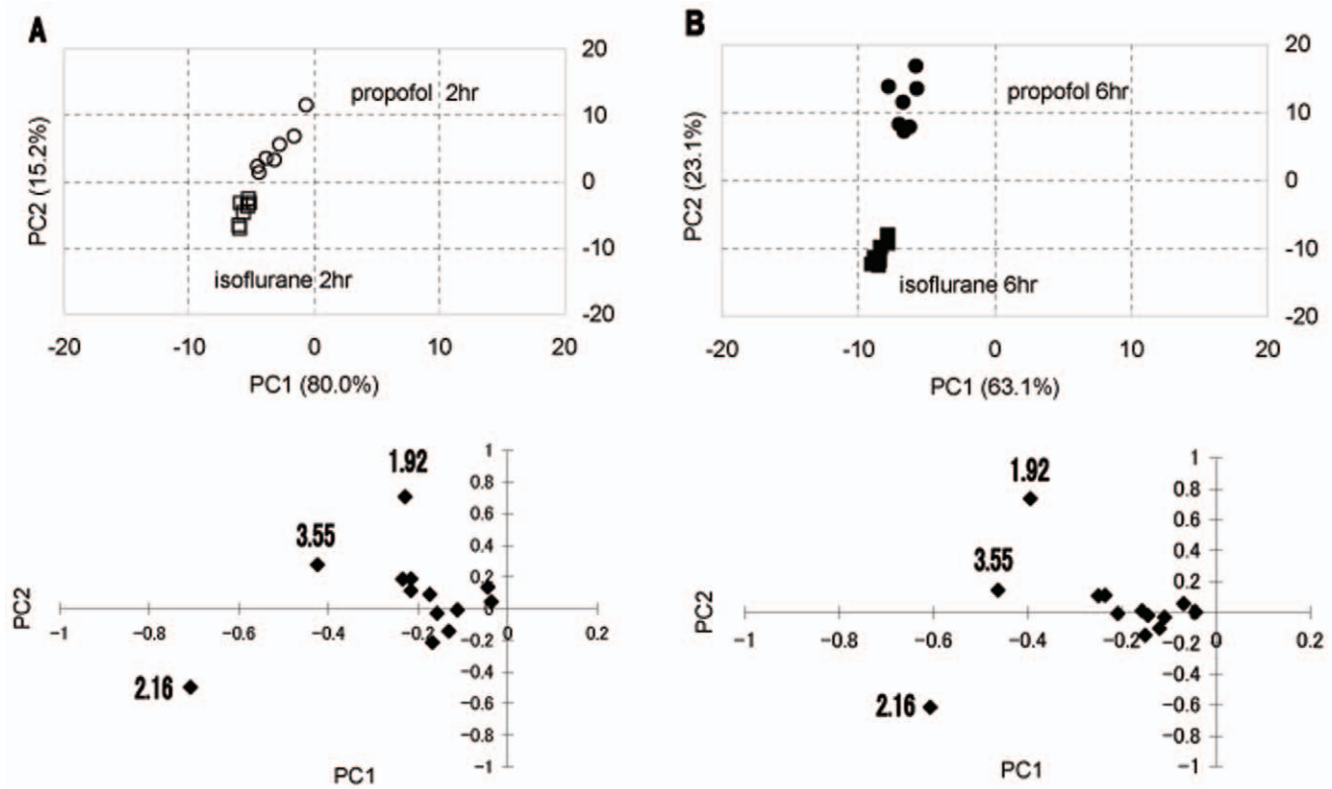 A
propofol 2hr
isoflurane 2hr
20
10
0
-10
-20
PC2 (15.2%)
-20 -10 0 10 20
PC1 (80.0%)
B
propofol 6hr
isoflurane 6hr
20
10
0
-10
-20
PC2 (23.1%)
-20 -10 0 10 20
PC1 (63.1%)
1.92
3.55
2.16
1
0.8
0.6
0.4
0.2
0
-0.2
-0.4
-0.6
-0.8
-1
PC2
-1 -0.8 -0.6 -0.4 -0.2 0 0.2
PC1
1.92
3.55
2.16
1
0.8
0.6
0.4
0.2
0
-0.2
-0.4
-0.6
-0.8
-1
PC2
-1 -0.8 -0.6 -0.4 -0.2 0 0.2
PC1